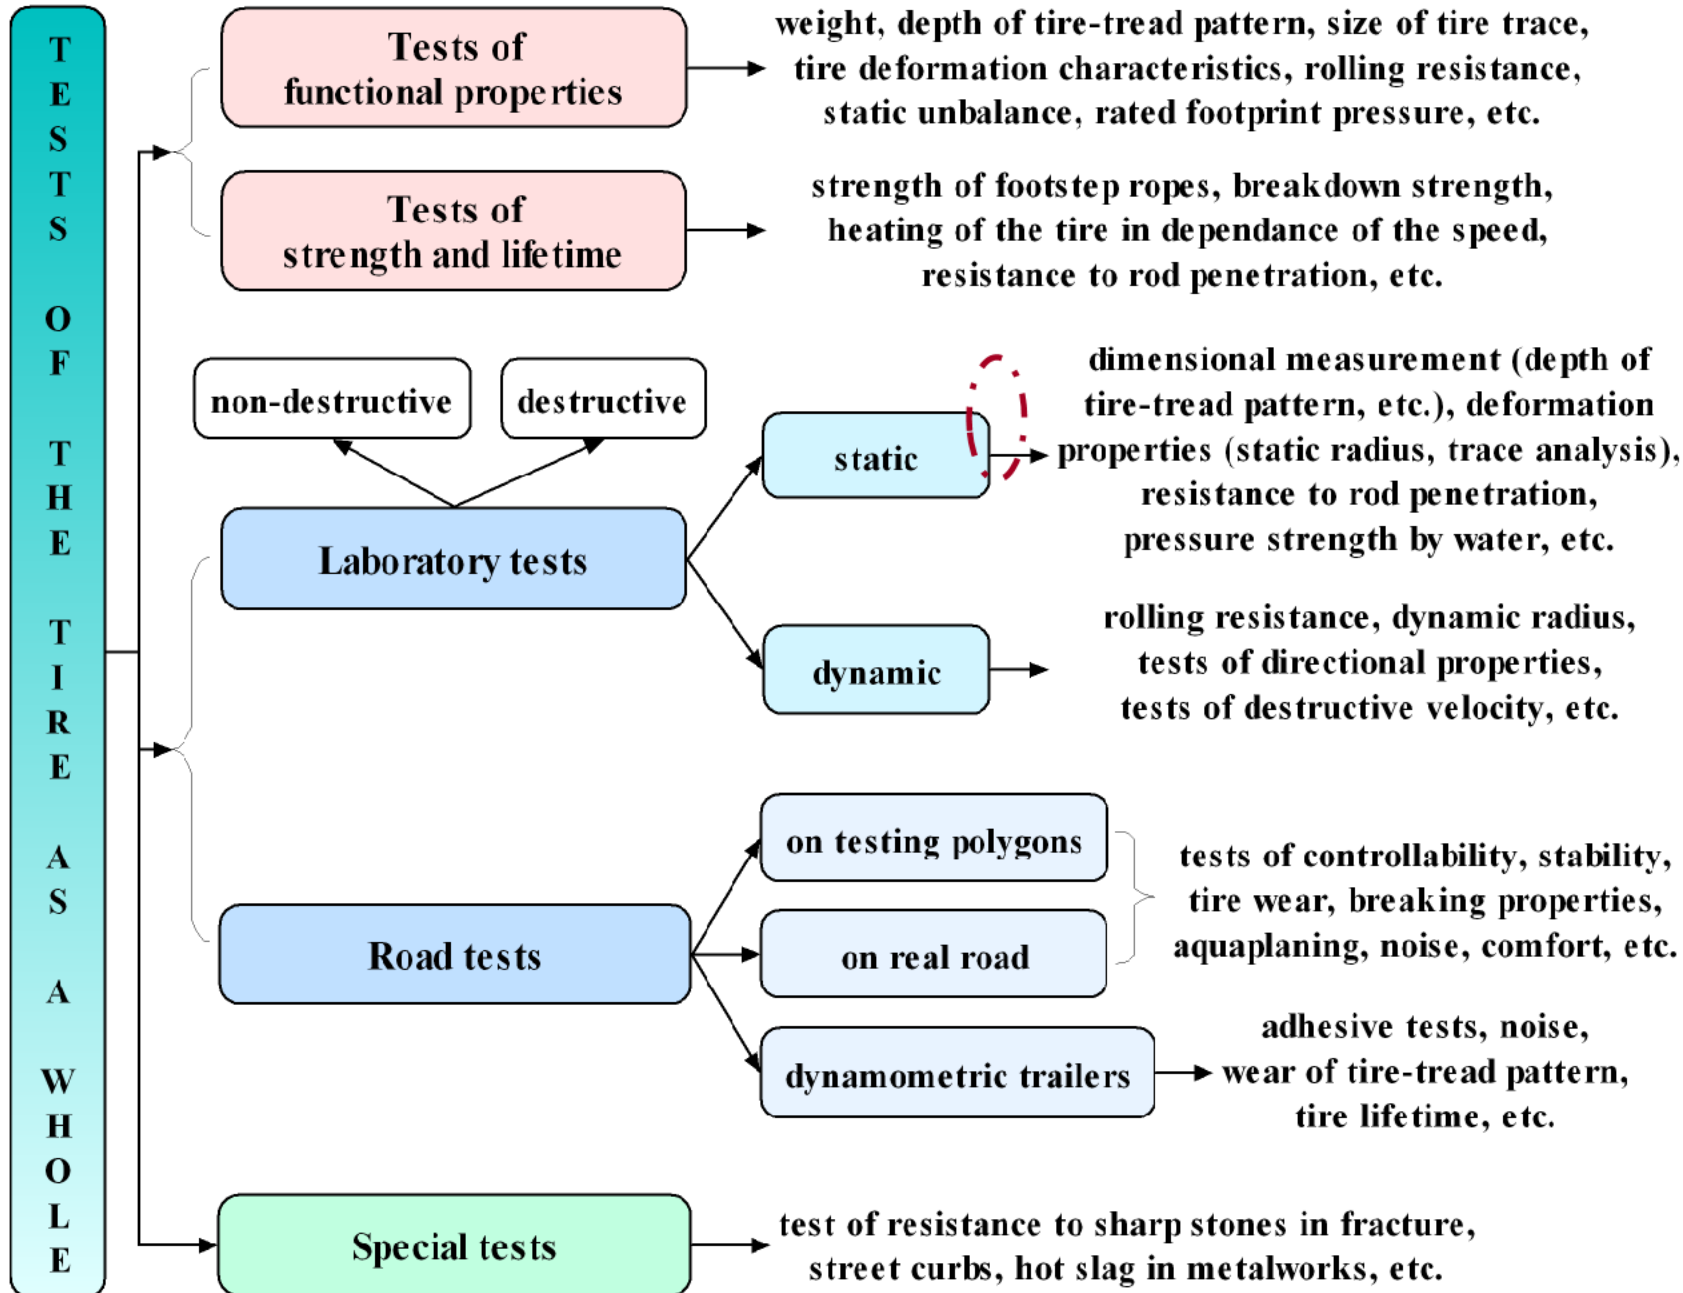 TESTS OF THE TIRE AS A WHOLE
Tests of
functional properties
weight, depth of tire-tread pattern, size of tire trace,
tire deformation characteristics, rolling resistance,
static unbalance, rated footprint pressure, etc.
Tests of
strength and lifetime
strength of footstep ropes, breakdown strength,
heating of the tire in dependance of the speed,
resistance to rod penetration, etc.
non-destructive
destructive
Laboratory tests
static
dimensional measurement (depth of
tire-tread pattern, etc.), deformation
properties (static radius, trace analysis),
resistance to rod penetration,
pressure strength by water, etc.
dynamic
rolling resistance, dynamic radius,
tests of directional properties,
tests of destructive velocity, etc.
Road tests
on testing polygons
on real road
tests of controllability, stability,
tire wear, breaking properties,
aquaplaning, noise, comfort, etc.
dynamometric trailers
adhesive tests, noise,
wear of tire-tread pattern,
tire lifetime, etc.
Special tests
test of resistance to sharp stones in fracture,
street curbs, hot slag in metalworks, etc.